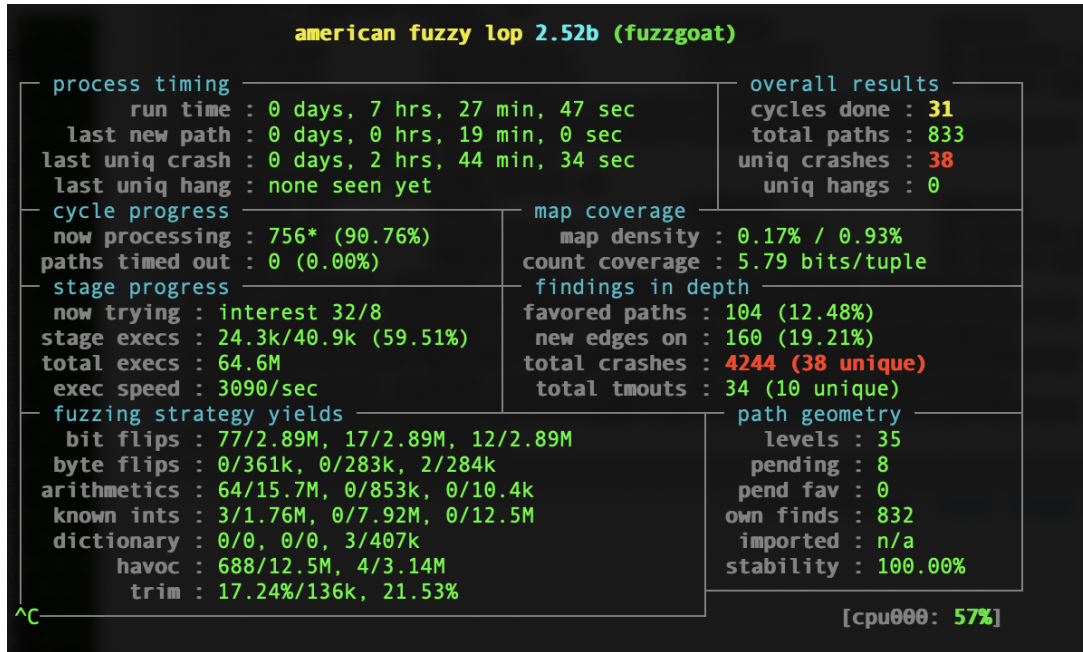 american fuzzy lop 2.52b (fuzzgoat)
process timing overall results
run time : 0 days, 7 hrs, 27 min, 47 sec cycles done : 31
last new path : 0 days, 0 hrs, 19 min, 0 sec total paths : 833
last uniq crash : 0 days, 2 hrs, 44 min, 34 sec uniq crashes : 38
last uniq hang : none seen yet uniq hangs : 0
cycle progress map coverage
now processing : 756* (90.76%) map density : 0.17% / 0.93%
paths timed out : 0 (0.00%) count coverage : 5.79 bits/tuple
stage progress findings in depth
now trying : interest 32/8 favored paths : 104 (12.48%)
stage execs : 24.3k/40.9k (59.51%) new edges on : 160 (19.21%)
total execs : 64.6M total crashes : 4244 (38 unique)
exec speed : 3090/sec total tmouts : 34 (10 unique)
fuzzing strategy yields path geometry
bit flips : 77/2.89M, 17/2.89M, 12/2.89M levels : 35
byte flips : 0/361k, 0/283k, 2/284k pending : 8
arithmetics : 64/15.7M, 0/853k, 0/10.4k pend fav : 0
known ints : 3/1.76M, 0/7.92M, 0/12.5M own finds : 832
dictionary : 0/0, 0/0, 3/407k imported : n/a
havoc : 688/12.5M, 4/3.14M stability : 100.00%
trim : 17.24%/136k, 21.53%
^C [cpu000: 57%]